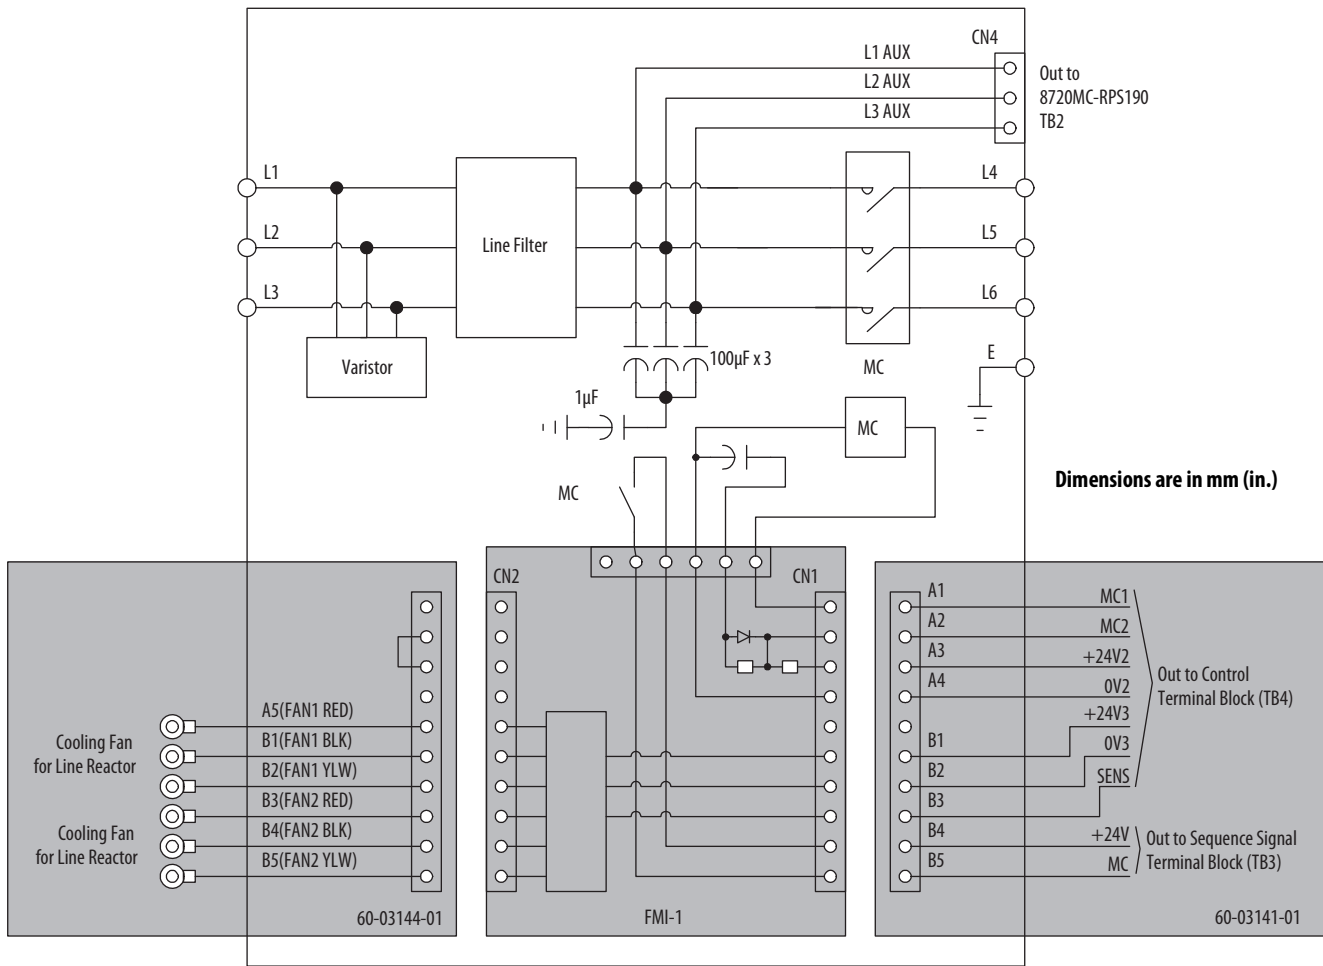 CN4
L1 AUX
L2 AUX
L3 AUX
Out to
8720MC-RPS190
TB2
L1
L2
L3
Line Filter
Varistor
L4
L5
L6
E
MC
100µF x 3
1µF
MC
MC
Dimensions are in mm (in.)
CN2
CN1
A5(FAN1 RED)
B1(FAN1 BLK)
B2(FAN1 YLW)
B3(FAN2 RED)
B4(FAN2 BLK)
B5(FAN2 YLW)
Cooling Fan
for Line Reactor
Cooling Fan
for Line Reactor
60-03144-01
FMI-1
A1
A2
A3
A4
B1
B2
B3
B4
B5
MC1
MC2
+24V2
0V2
+24V3
0V3
SENS
+24V
MC
Out to Control
Terminal Block (TB4)
Out to Sequence Signal
Terminal Block (TB3)
60-03141-01